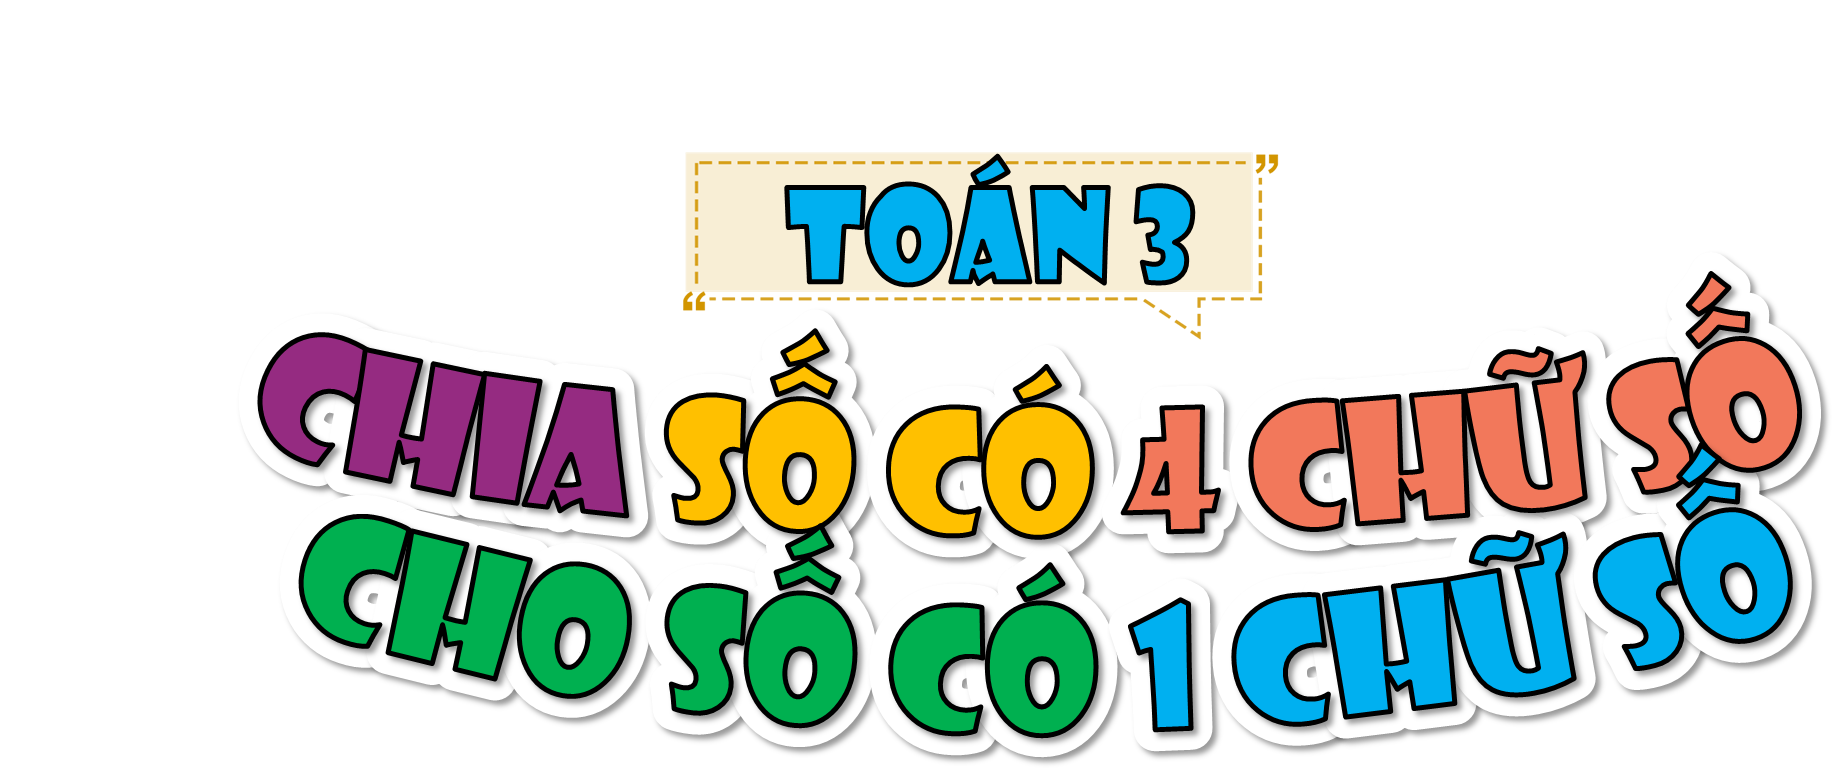 TOÁN 3
CHIA SỐ CÓ 4 CHỮ SỐ
CHO SỐ CÓ 1 CHỮ SỐ